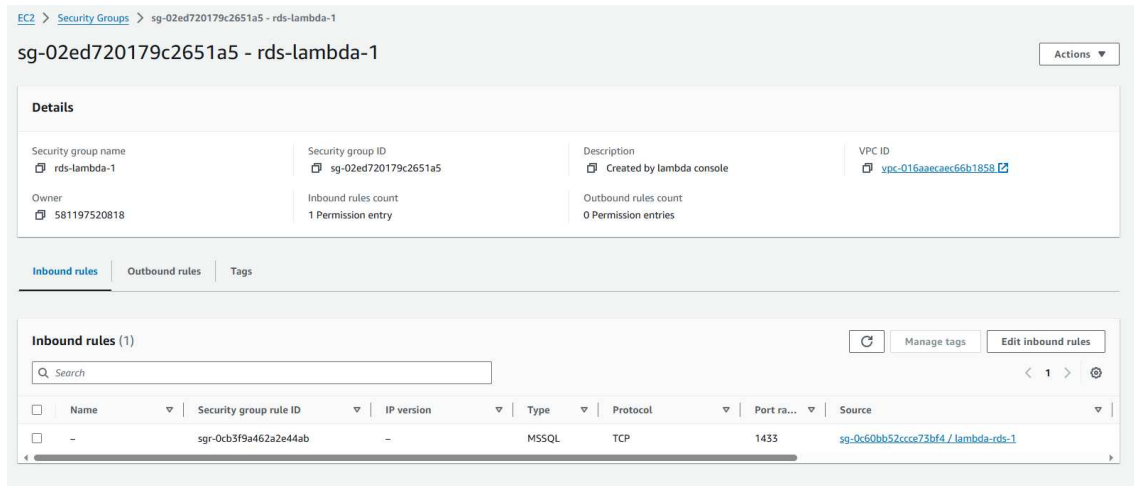 EC2 > Security Groups > sg-02ed720179c2651a5 - rds-lambda-1
sg-02ed720179c2651a5 - rds-lambda-1
Actions
Details
Security group name
rds-lambda-1
Security group ID
sg-02ed720179c2651a5
Description
Created by lambda console
VPC ID
vpc-016aaecaec66b1858
Owner
581197520818
Inbound rules count
1 Permission entry
Outbound rules count
0 Permission entries
Inbound rules Outbound rules Tags
Inbound rules (1)
Manage tags Edit inbound rules
Search
< 1 >
Name Security group rule ID IP version Type Protocol Port ra... Source
– sgr-0cb3f9a462a2e44ab – MSSQL TCP 1433 sg-0c60bb52ccce73bf4 / lambda-rds-1